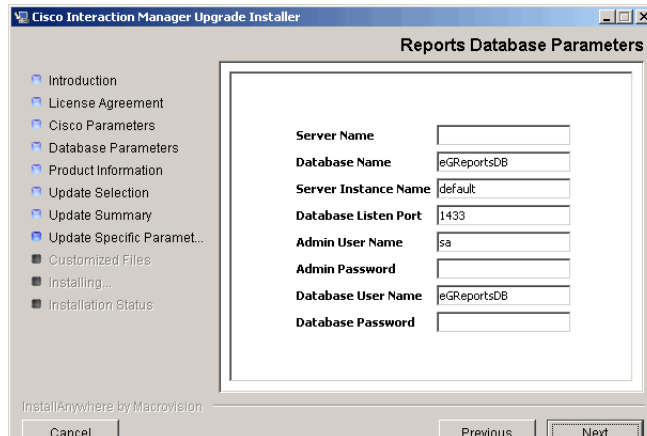 Cisco Interaction Manager Upgrade Installer
Reports Database Parameters
Introduction
License Agreement
Cisco Parameters
Database Parameters
Product Information
Update Selection
Update Summary
Update Specific Paramet...
Customized Files
Installing...
Installation Status
Server Name
Database Name eGReportsDB
Server Instance Name default
Database Listen Port 1433
Admin User Name sa
Admin Password
Database User Name eGReportsDB
Database Password
InstallAnywhere by Macrovision
Cancel Previous Next